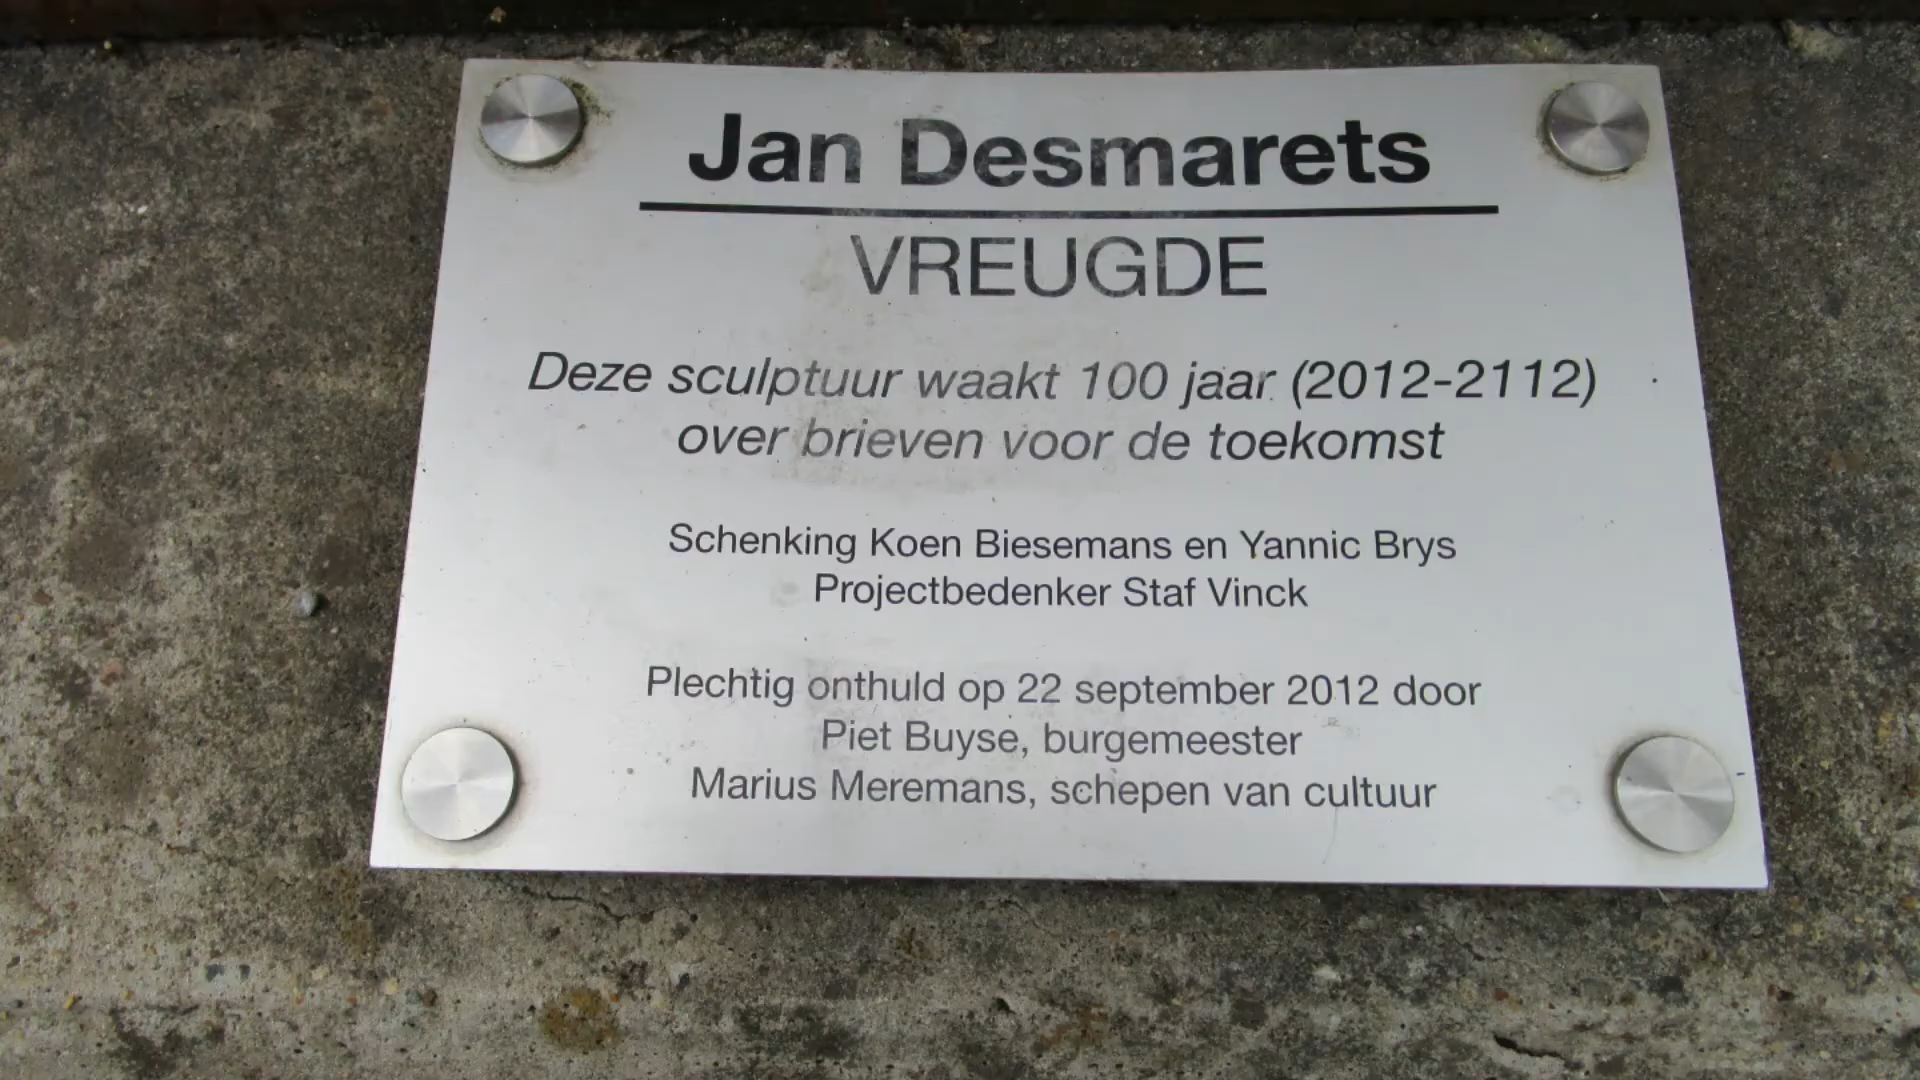 Jan Desmarets
VREUGDE
Deze sculptuur waakt 100 jaar (2012-2112)
over brieven voor de toekomst
Schenking Koen Biesemans en Yannic Brys
Projectbedenker Staf Vinck
Plechtig onthuld op 22 september 2012 door
Piet Buyse, burgemeester
Marius Meremans, schepen van cultuur